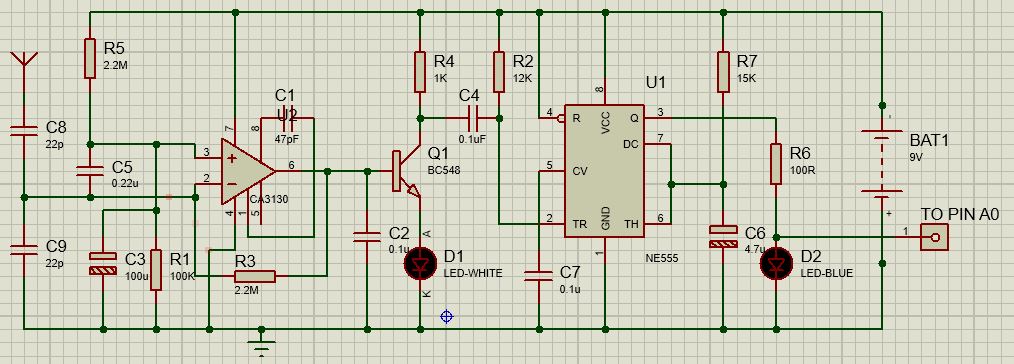 R5
2.2M
C8
22p
C5
0.22u
C9
22p
C3
100u
R1
100K
R3
2.2M
C1
U2
47pF
7
8
3
2
6
4
1
5
CA3130
C2
0.1u
R4
1K
C4
0.1uF
R2
12K
Q1
BC548
A
D1
LED-WHITE
K
U1
8
VCC
4
R
Q
3
DC
7
5
CV
2
TR
TH
6
GND
1
NE555
C7
0.1u
R7
15K
C6
4.7u
R6
100R
D2
LED-BLUE
BAT1
9V
-
+
TO PIN A0
1